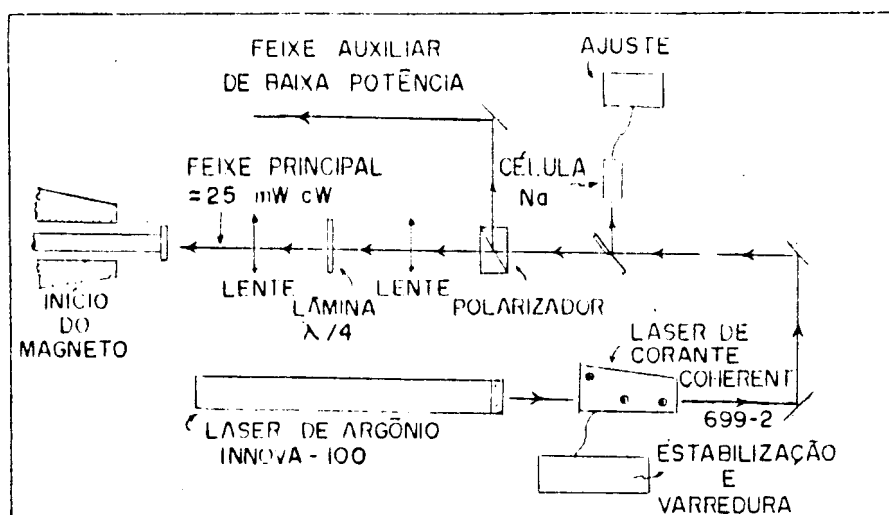 FEIXE AUXILIAR
DE BAIXA POTÊNCIA
AJUSTE
CÉLULA
Na
FEIXE PRINCIPAL
≈25 mW cW
LENTE
LÂMINA
λ/4
LENTE
POLARIZADOR
INÍCIO
DO
MAGNETO
LASER DE
CORANTE
COHERENT
699-2
LASER DE ARGÔNIO
INNOVA-100
ESTABILIZAÇÃO
E
VARREDURA